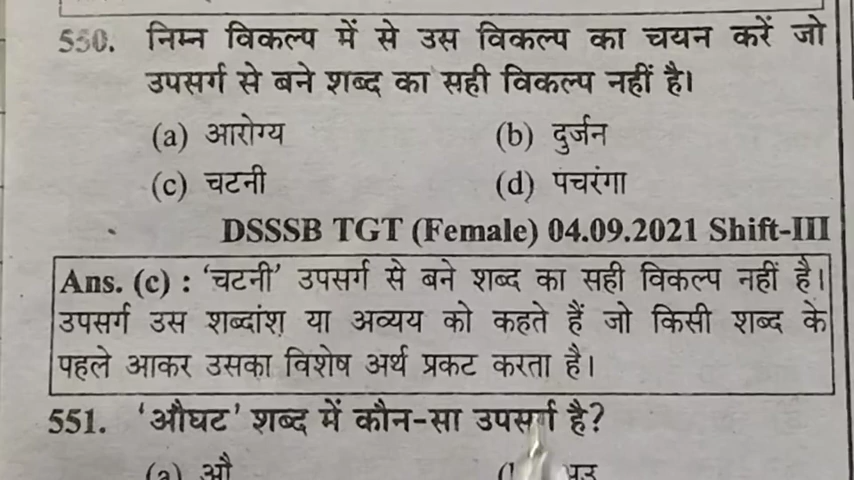 550. निम्न विकल्प में से उस विकल्प का चयन करें जो
उपसर्ग से बने शब्द का सही विकल्प नहीं है।
(a) आरोग्य (b) दुर्जन
(c) चटनी (d) पचरंगा
DSSSB TGT (Female) 04.09.2021 Shift-III
Ans. (c) : 'चटनी' उपसर्ग से बने शब्द का सही विकल्प नहीं है।
उपसर्ग उस शब्दांश या अव्यय को कहते हैं जो किसी शब्द के
पहले आकर उसका विशेष अर्थ प्रकट करता है।
551. 'औघट' शब्द में कौन-सा उपसर्ग है?
(a) औ